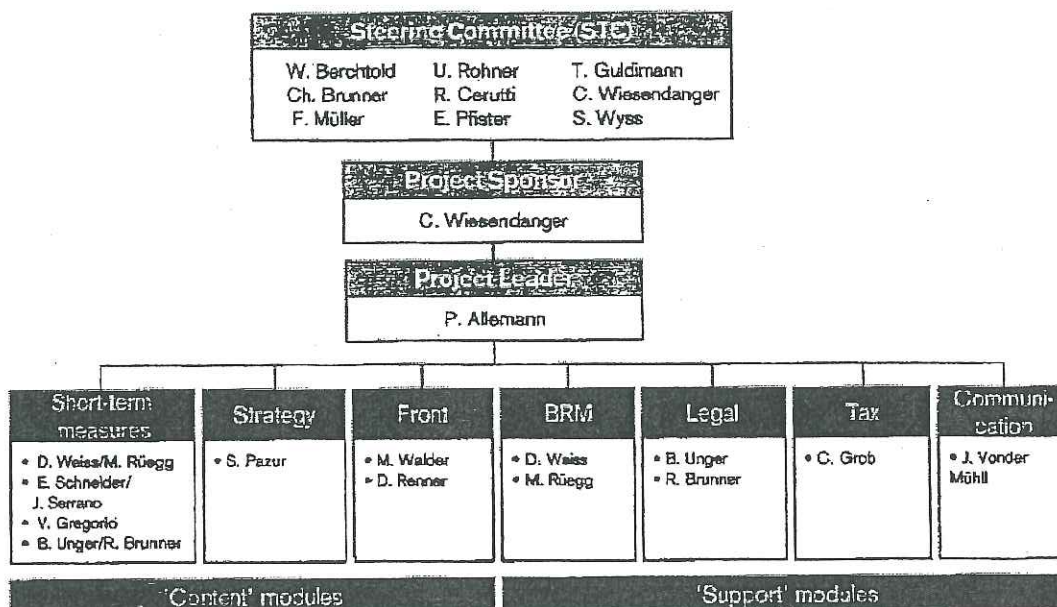 Steering Committee (STC)
W. Berchtold U. Rohner T. Guldimann
Ch. Brunner R. Cerutti C. Wiesendanger
F. Müller E. Pfister S. Wyss
Project Sponsor
C. Wiesendanger
Project Leader
P. Allemann
Short-term
measures
• D. Weiss/M. Rüegg
• E. Schneider/
J. Serrano
• V. Gregorio
• B. Unger/R. Brunner
Strategy
• S. Pazur
Front
• M. Walder
• D. Renner
BRM
• D. Weiss
• M. Rüegg
Legal
• B. Unger
• R. Brunner
Tax
• C. Grob
Communi-
cation
• J. Vonder
Mühll
'Content' modules
'Support' modules